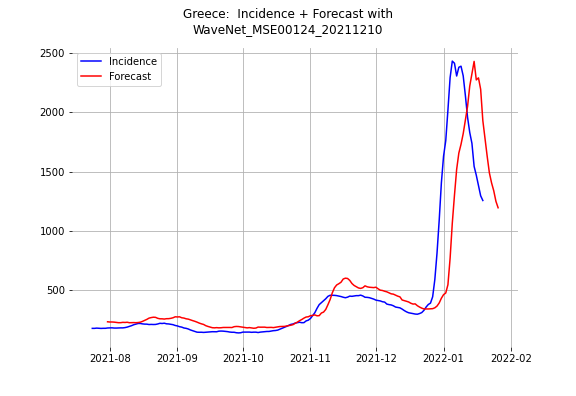 Greece:  Incidence + Forecast with
WaveNet_MSE00124_20211210
Incidence
Forecast
2500
2000
1500
1000
500
2021-08 2021-09 2021-10 2021-11 2021-12 2022-01 2022-02